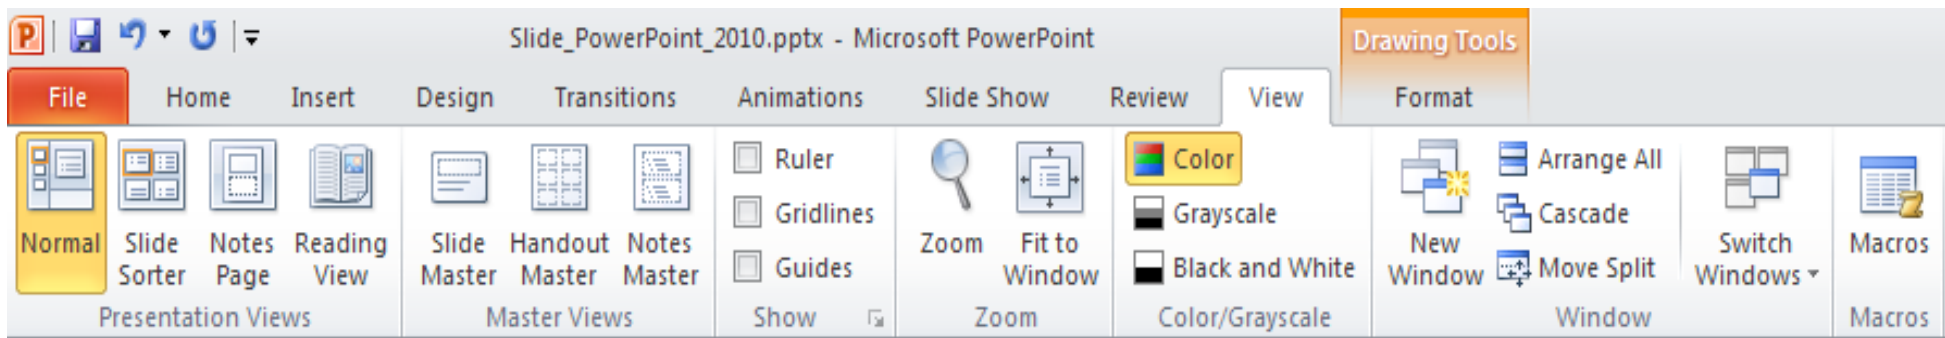 Slide_PowerPoint_2010.pptx - Microsoft PowerPoint
Drawing Tools
File Home Insert Design Transitions Animations Slide Show Review View Format
Normal
Slide Sorter
Notes Page
Reading View
Presentation Views
Slide Master
Handout Master
Notes Master
Master Views
Ruler
Gridlines
Guides
Show
Zoom
Fit to Window
Zoom
Color
Grayscale
Black and White
Color/Grayscale
New Window
Arrange All
Cascade
Move Split
Switch Windows
Window
Macros
Macros